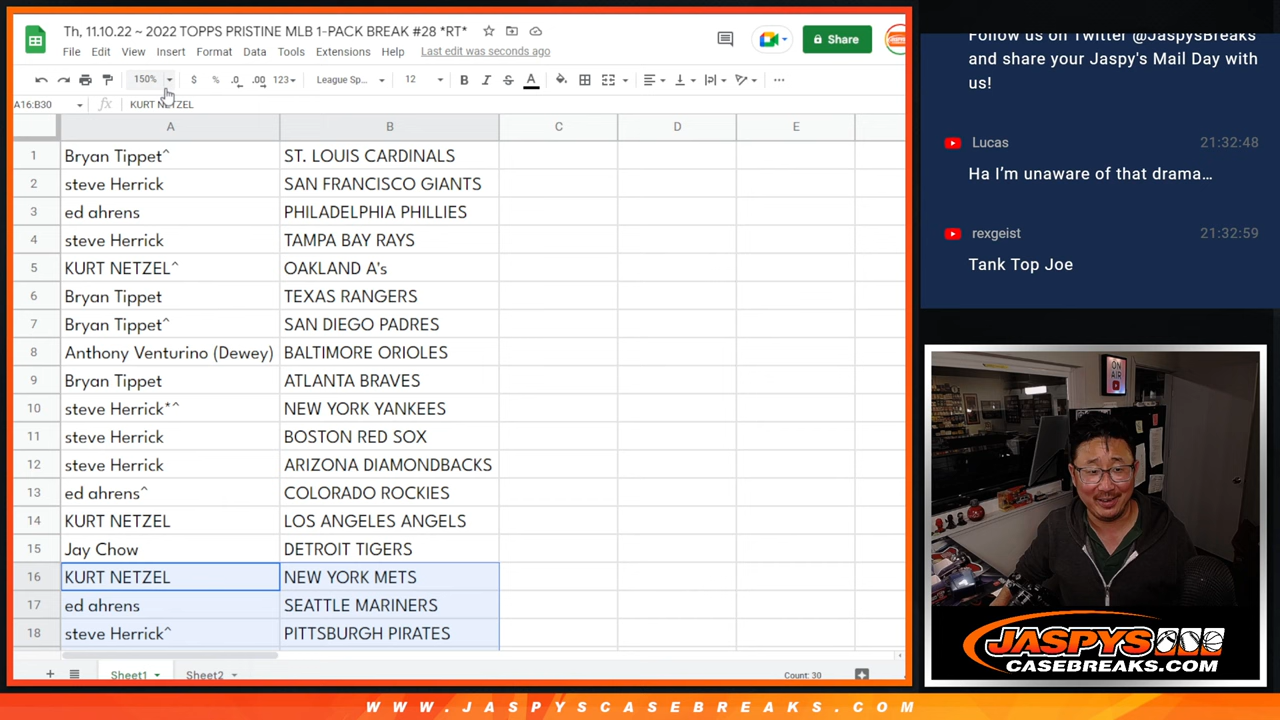 Th, 11.10.22 ~ 2022 TOPPS PRISTINE MLB 1-PACK BREAK #28 *RT*
File Edit View Insert Format Data Tools Extensions Help Last edit was seconds ago
Share
150% $ % .0 .00 123 League Sp... 12 B I S A
A16:B30 fx KURT NETZEL
A B C D E
1 Bryan Tippet^ ST. LOUIS CARDINALS
2 steve Herrick SAN FRANCISCO GIANTS
3 ed ahrens PHILADELPHIA PHILLIES
4 steve Herrick TAMPA BAY RAYS
5 KURT NETZEL^ OAKLAND A's
6 Bryan Tippet TEXAS RANGERS
7 Bryan Tippet^ SAN DIEGO PADRES
8 Anthony Venturino (Dewey) BALTIMORE ORIOLES
9 Bryan Tippet ATLANTA BRAVES
10 steve Herrick*^ NEW YORK YANKEES
11 steve Herrick BOSTON RED SOX
12 steve Herrick ARIZONA DIAMONDBACKS
13 ed ahrens^ COLORADO ROCKIES
14 KURT NETZEL LOS ANGELES ANGELS
15 Jay Chow DETROIT TIGERS
16 KURT NETZEL NEW YORK METS
17 ed ahrens SEATTLE MARINERS
18 steve Herrick^ PITTSBURGH PIRATES
Sheet1 Sheet2 Count: 30
Follow us on Twitter @JaspysBreaks
and share your Jaspy's Mail Day with
us!
Lucas 21:32:48
Ha I'm unaware of that drama...
rexgeist 21:32:59
Tank Top Joe
ON
AIR
JASPYS
CASEBREAKS.COM
WWW.JASPYSCASEBREAKS.COM